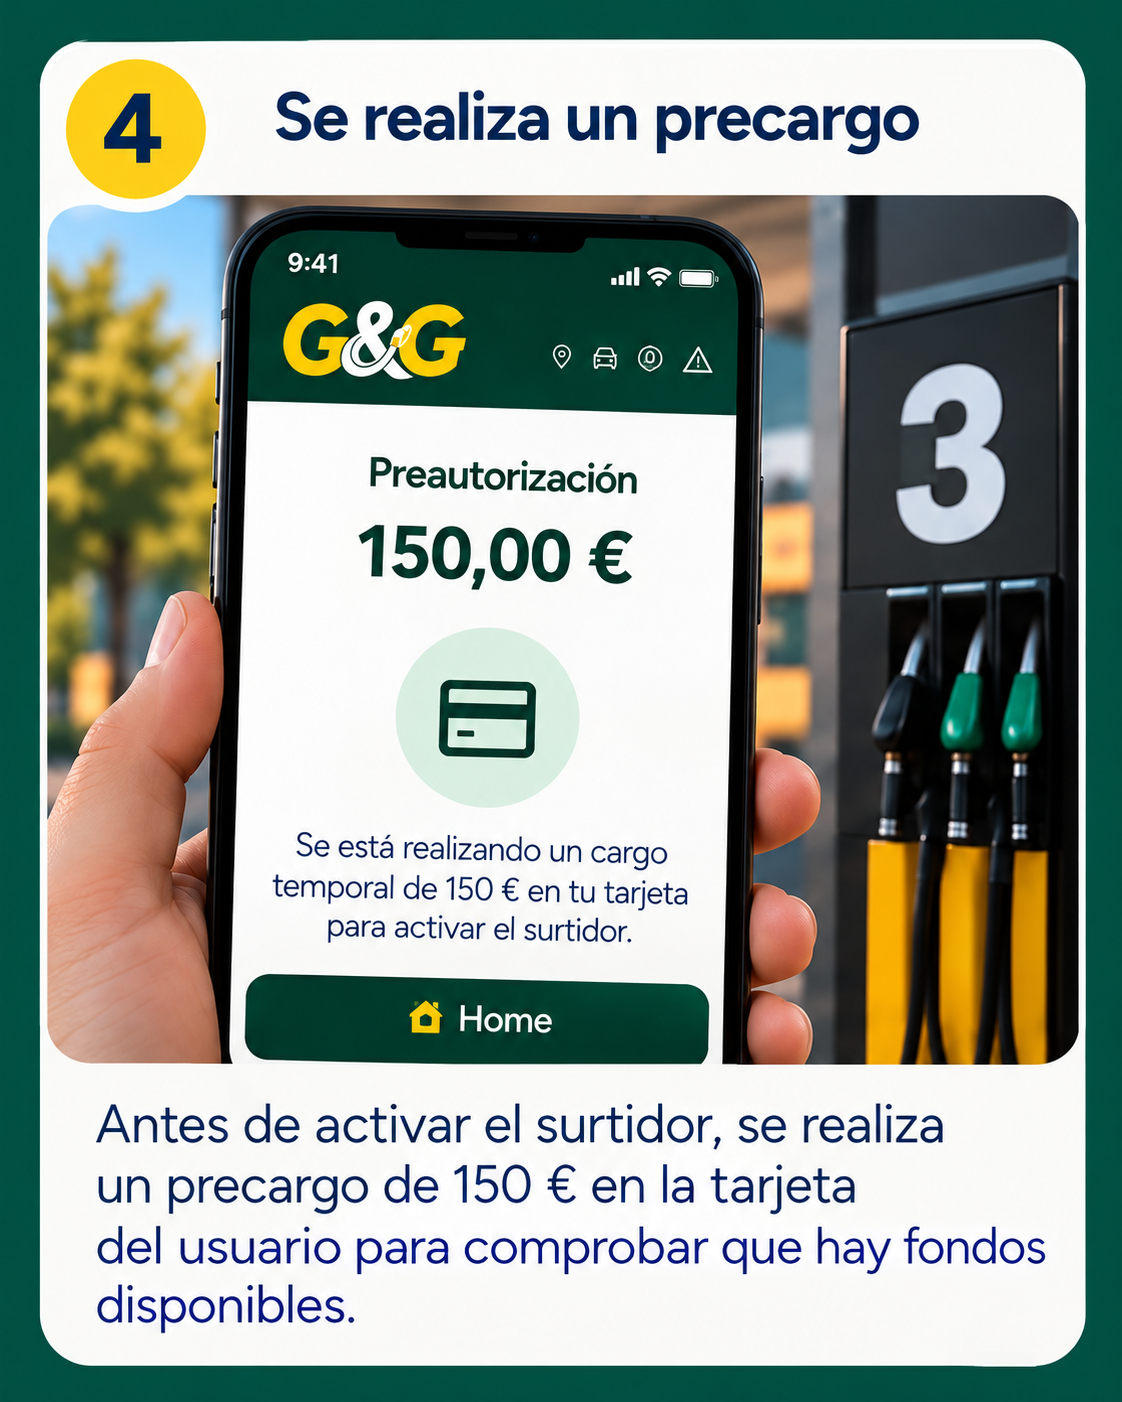 4
Se realiza un precargo
9:41
G&G
3
Preautorización
150,00 €
Se está realizando un cargo
temporal de 150 € en tu tarjeta
para activar el surtidor.
Home
Antes de activar el surtidor, se realiza
un precargo de 150 € en la tarjeta
del usuario para comprobar que hay fondos
disponibles.